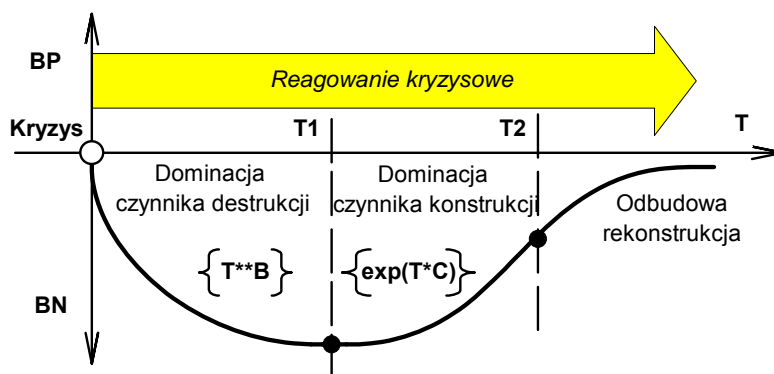 BP
Reagowanie kryzysowe
Kryzys
T1
T2
T
Dominacja
czynnika destrukcji
Dominacja
czynnika konstrukcji
Odbudowa
rekonstrukcja
{T**B}
{exp(T*C)}
BN